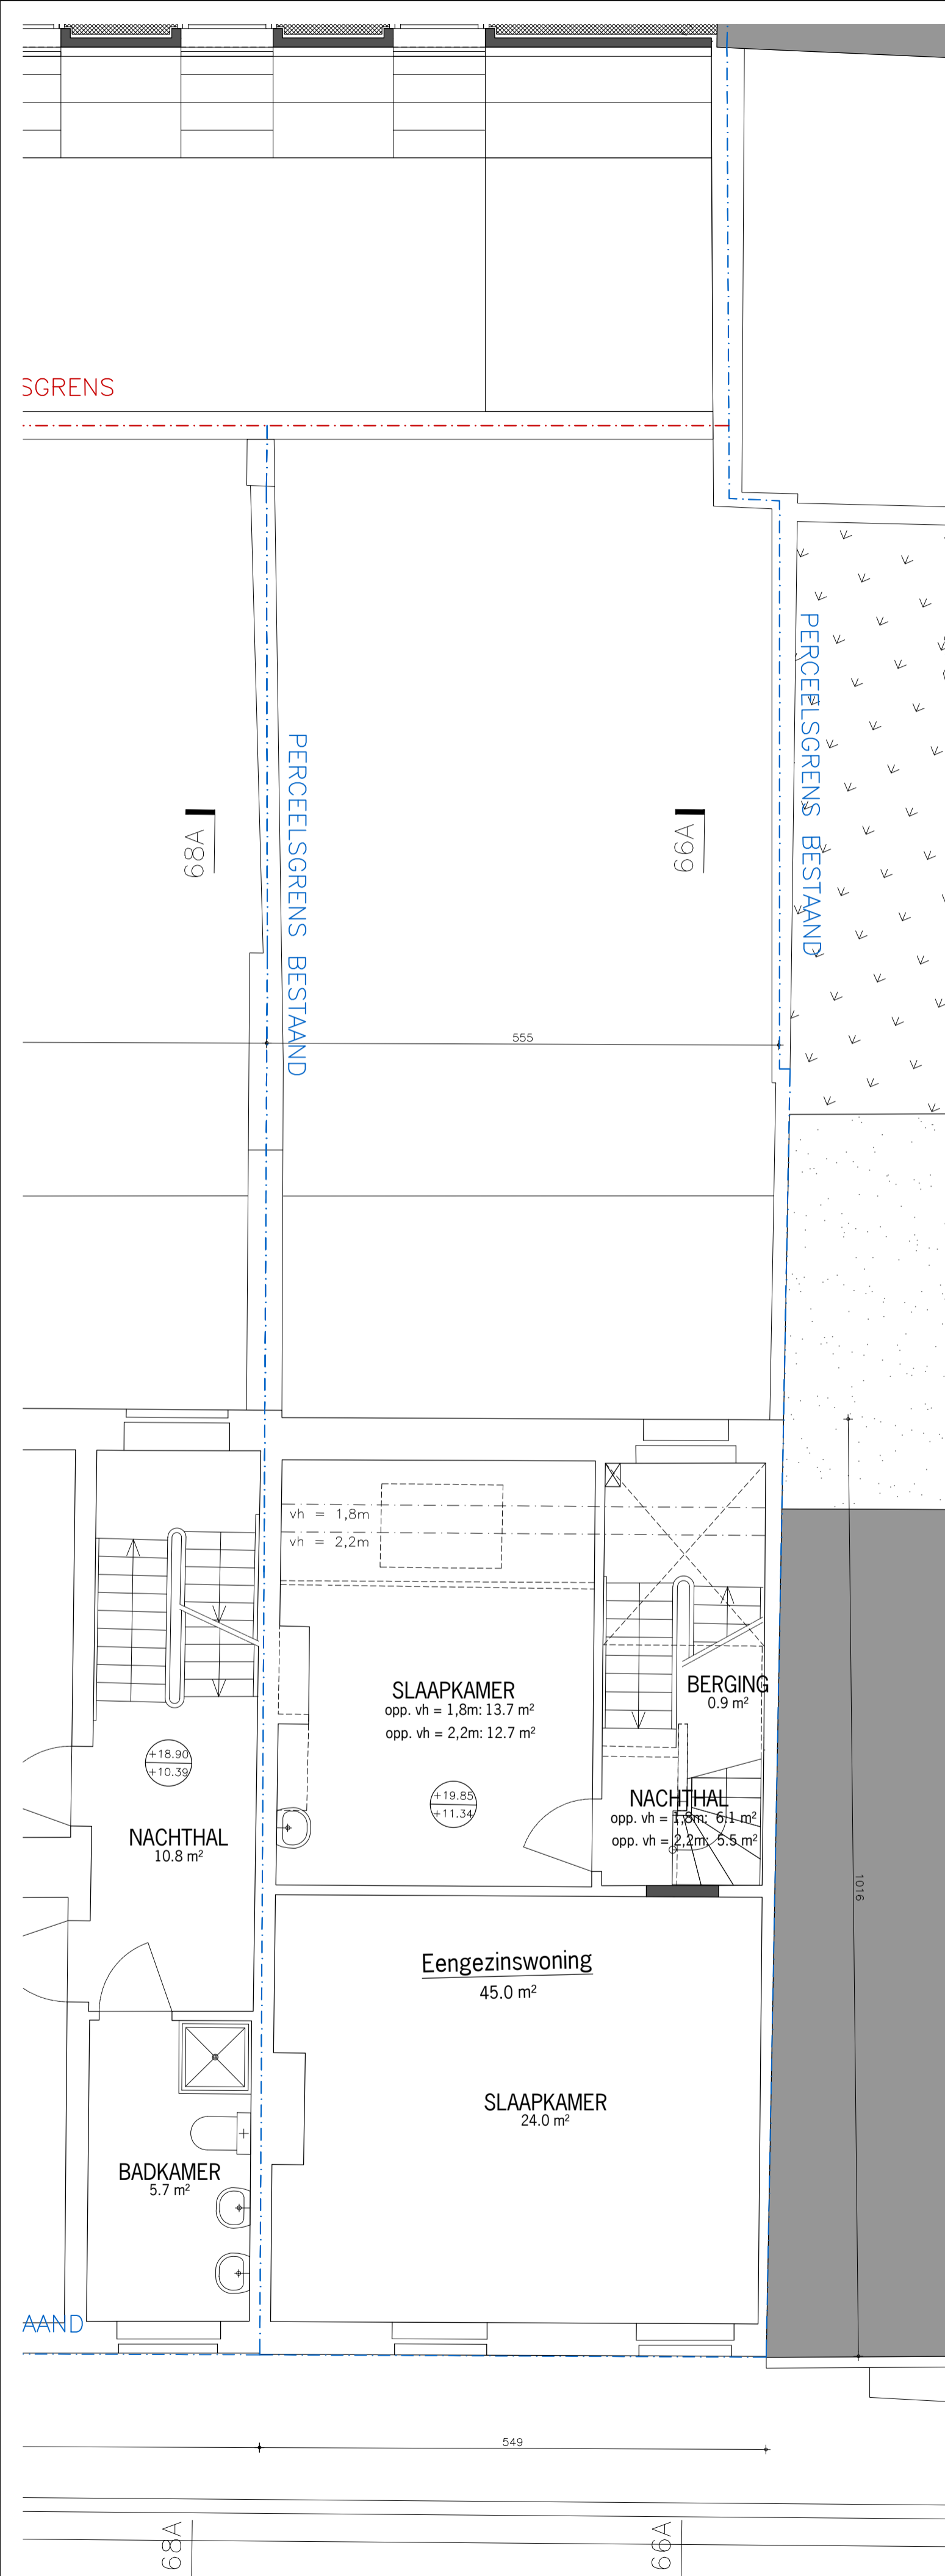 SGRENS
PERCEELSGRENS BESTAAND
PERCEELSGRENS BESTAAND
68A
66A
555
vh = 1,8m
vh = 2,2m
SLAAPKAMER
opp. vh = 1,8m: 13.7 m²
opp. vh = 2,2m: 12.7 m²
BERGING
0.9 m²
+18.90
+10.39
+19.85
+11.34
NACHTHAL
opp. vh = 1,8m: 6.1 m²
opp. vh = 2,2m: 5.5 m²
NACHTHAL
10.8 m²
1016
Eengezinswoning
45.0 m²
SLAAPKAMER
24.0 m²
BADKAMER
5.7 m²
AAND
549
68A
66A